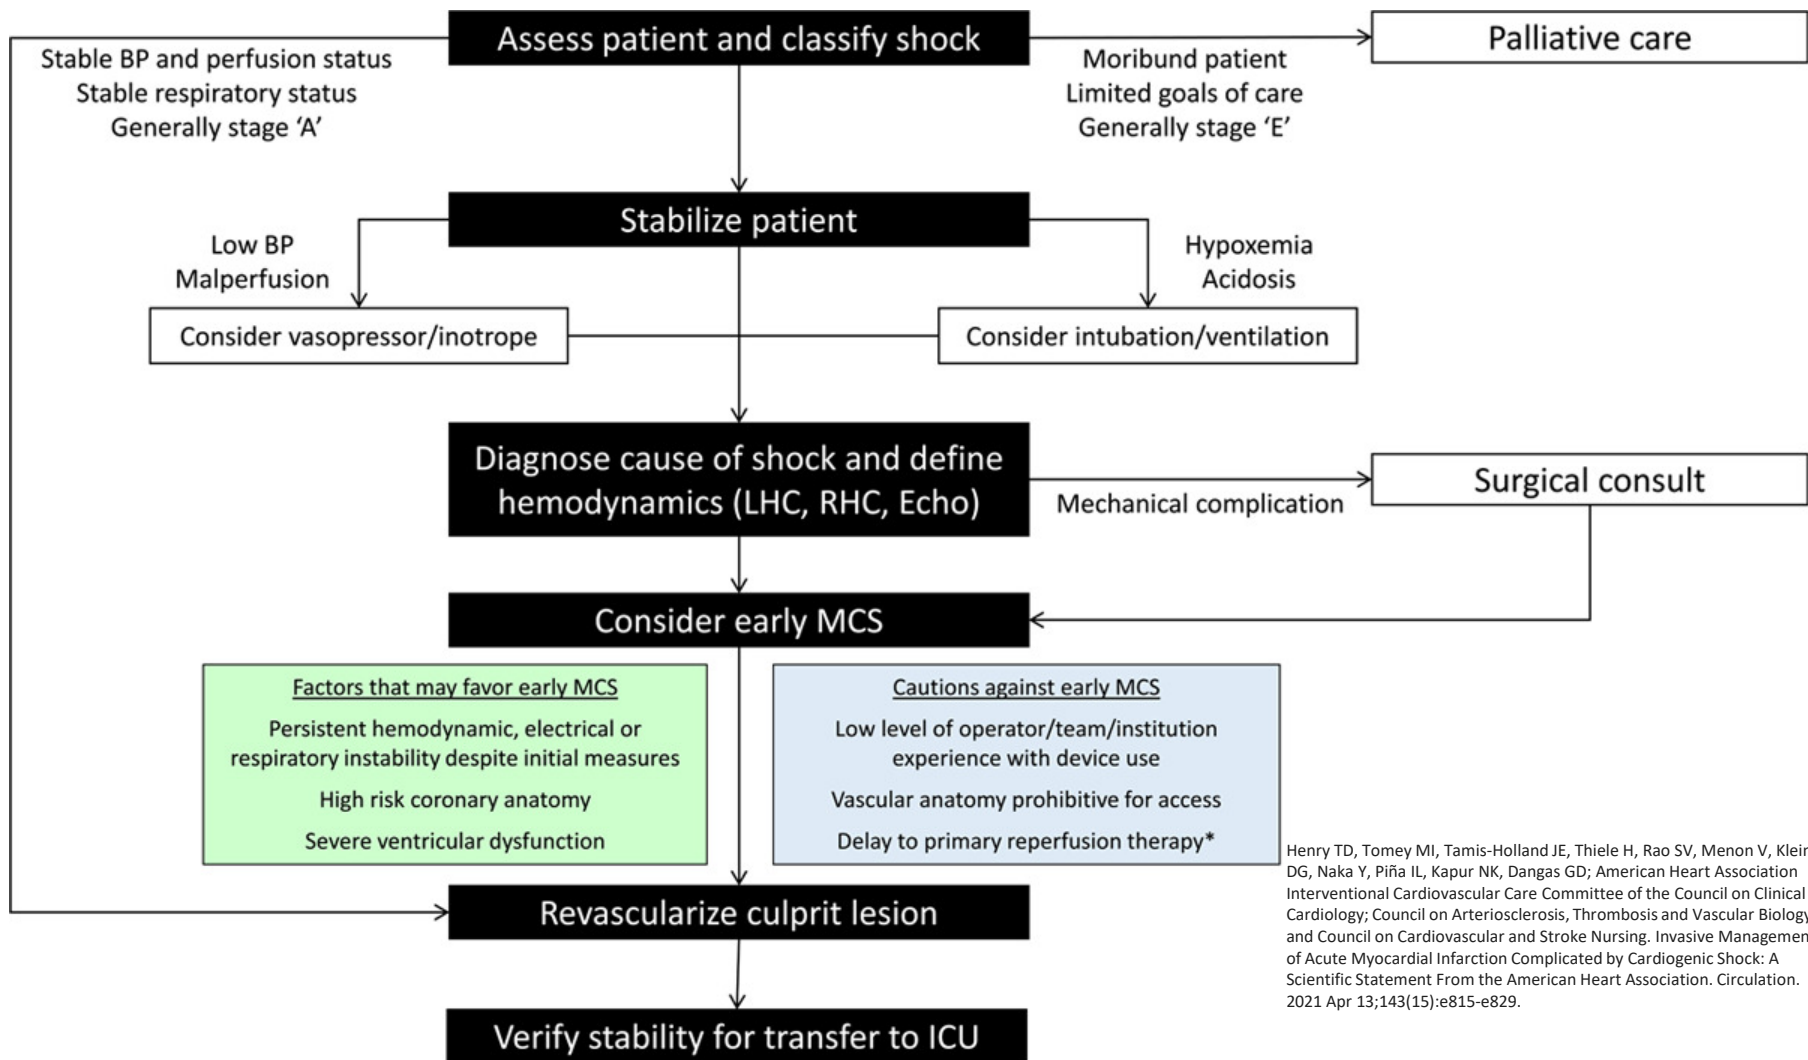 Assess patient and classify shock
Palliative care
Stable BP and perfusion status
Stable respiratory status
Generally stage ‘A’
Moribund patient
Limited goals of care
Generally stage ‘E’
Stabilize patient
Low BP
Malperfusion
Hypoxemia
Acidosis
Consider vasopressor/inotrope
Consider intubation/ventilation
Diagnose cause of shock and define
hemodynamics (LHC, RHC, Echo)
Mechanical complication
Surgical consult
Consider early MCS
Factors that may favor early MCS
Persistent hemodynamic, electrical or
respiratory instability despite initial measures
High risk coronary anatomy
Severe ventricular dysfunction
Cautions against early MCS
Low level of operator/team/institution
experience with device use
Vascular anatomy prohibitive for access
Delay to primary reperfusion therapy*
Henry TD, Tomey MI, Tamis-Holland JE, Thiele H, Rao SV, Menon V, Klein
DG, Naka Y, Piña IL, Kapur NK, Dangas GD; American Heart Association
Interventional Cardiovascular Care Committee of the Council on Clinical
Cardiology; Council on Arteriosclerosis, Thrombosis and Vascular Biology
and Council on Cardiovascular and Stroke Nursing. Invasive Managemen
of Acute Myocardial Infarction Complicated by Cardiogenic Shock: A
Scientific Statement From the American Heart Association. Circulation.
2021 Apr 13;143(15):e815-e829.
Revascularize culprit lesion
Verify stability for transfer to ICU